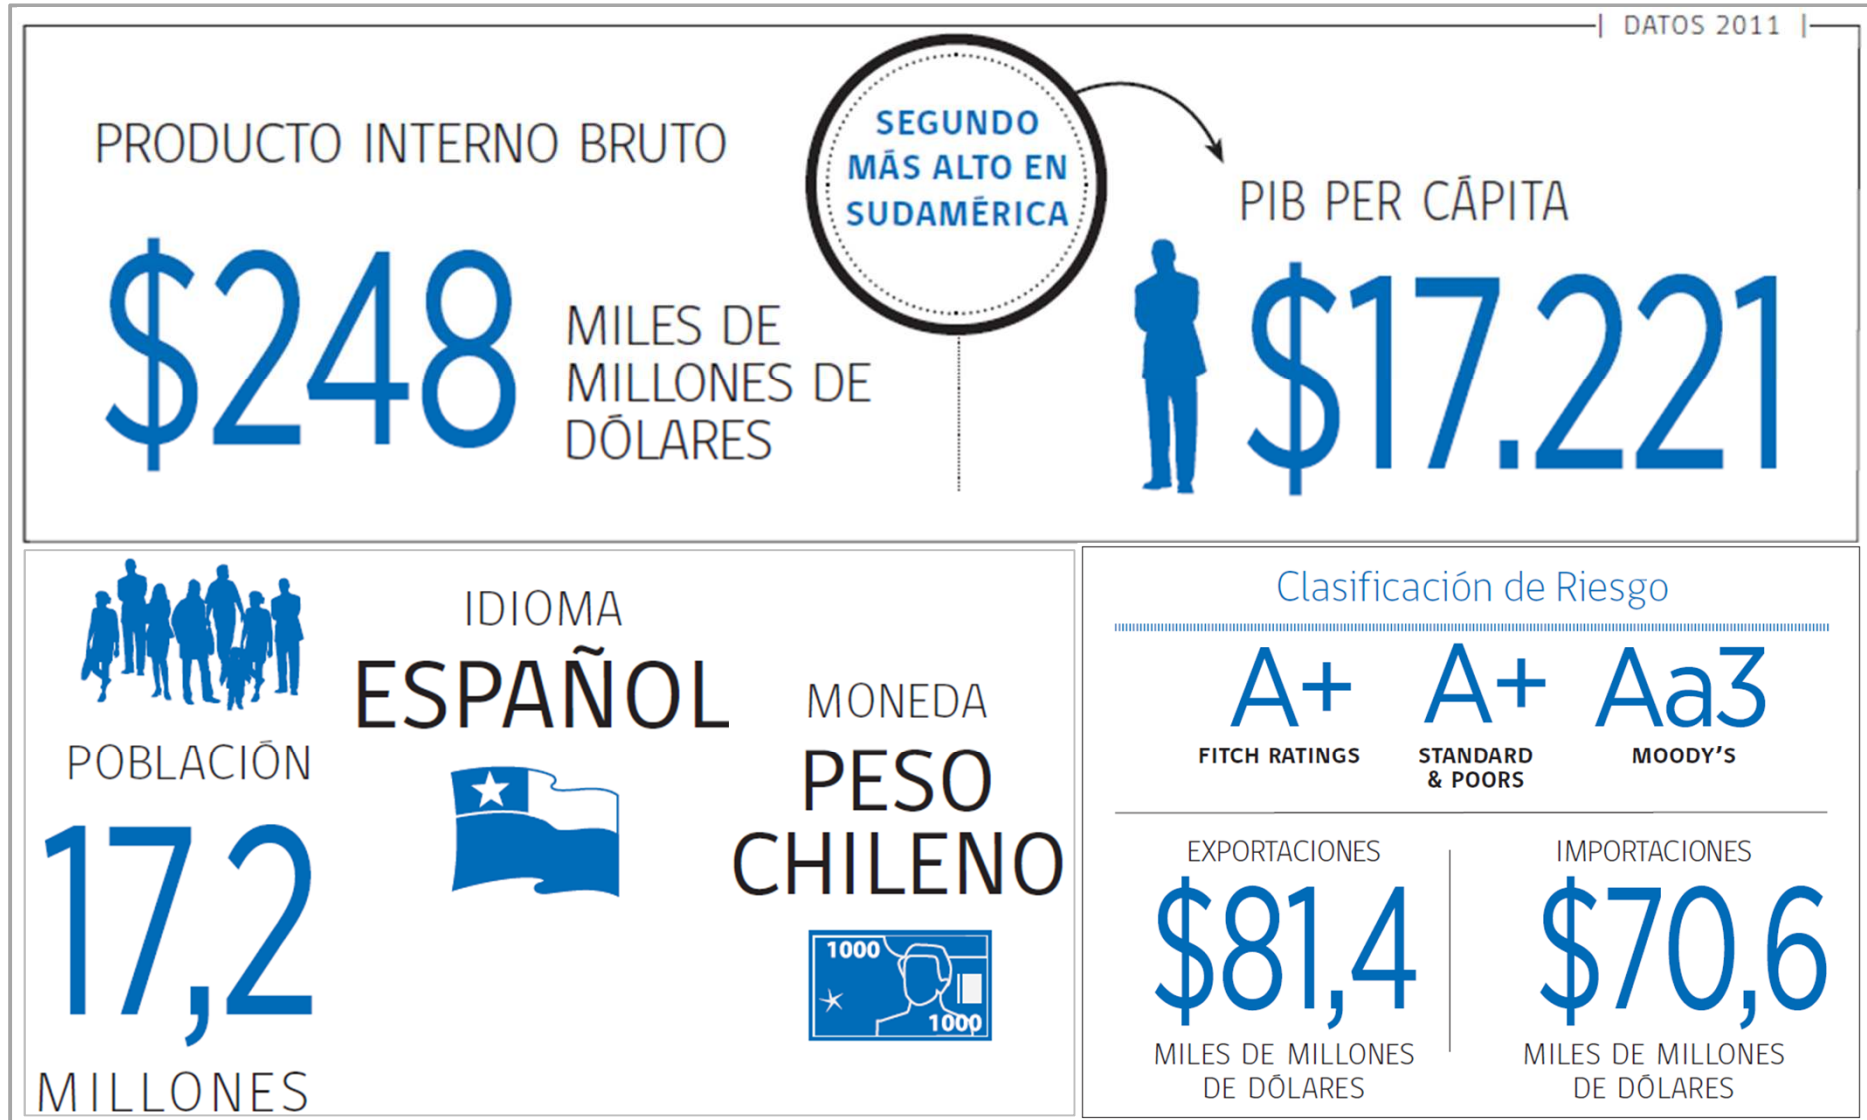 | DATOS 2011 |
PRODUCTO INTERNO BRUTO
$248
MILES DE
MILLONES DE
DÓLARES
SEGUNDO
MÁS ALTO EN
SUDAMÉRICA
PIB PER CÁPITA
$17.221
POBLACIÓN
17,2
MILLONES
IDIOMA
ESPAÑOL
MONEDA
PESO
CHILENO
1000
1000
Clasificación de Riesgo
A+
FITCH RATINGS
A+
STANDARD
& POORS
Aa3
MOODY'S
EXPORTACIONES
$81,4
MILES DE MILLONES
DE DÓLARES
IMPORTACIONES
$70,6
MILES DE MILLONES
DE DÓLARES